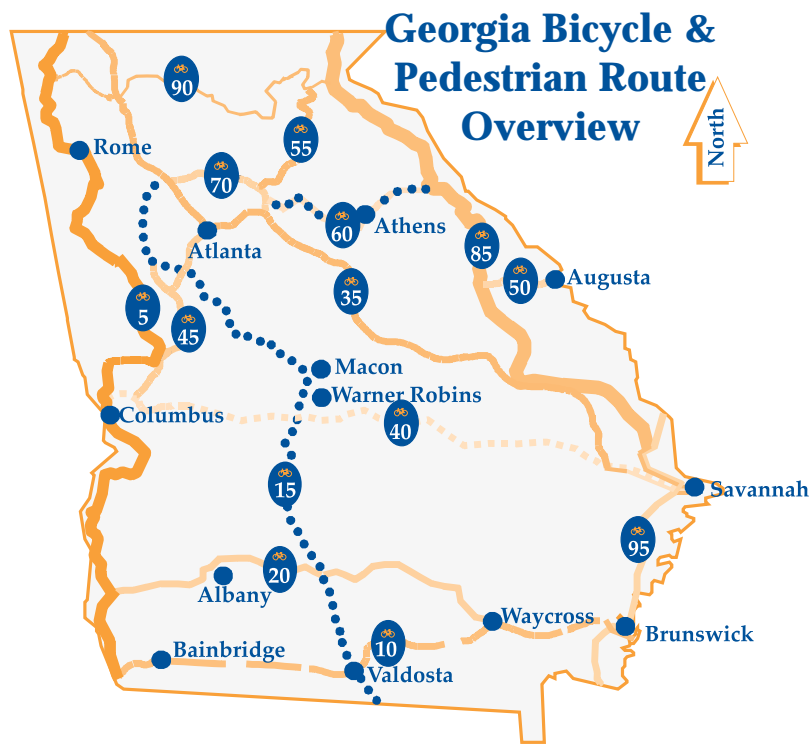 Georgia Bicycle &
Pedestrian Route
Overview
North
90
Rome
55
70
60
Athens
Atlanta
85
50
Augusta
35
5
45
Macon
Warner Robins
Columbus
40
15
Savannah
95
20
Albany
Waycross
Brunswick
10
Bainbridge
Valdosta